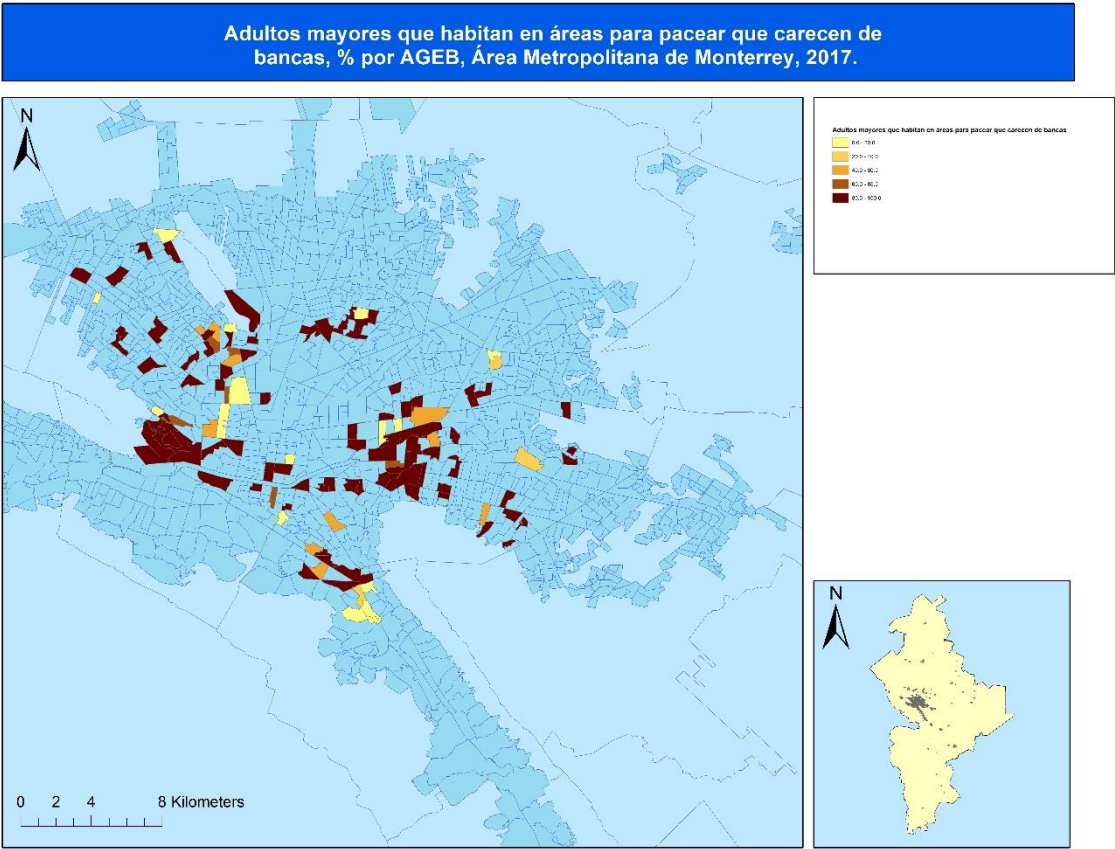 Adultos mayores que habitan en áreas para pacear que carecen de
bancas, % por AGEB, Área Metropolitana de Monterrey, 2017.
N
Adultos mayores que habitan en áreas para pacear que carecen de bancas
N
0 2 4 8 Kilometers